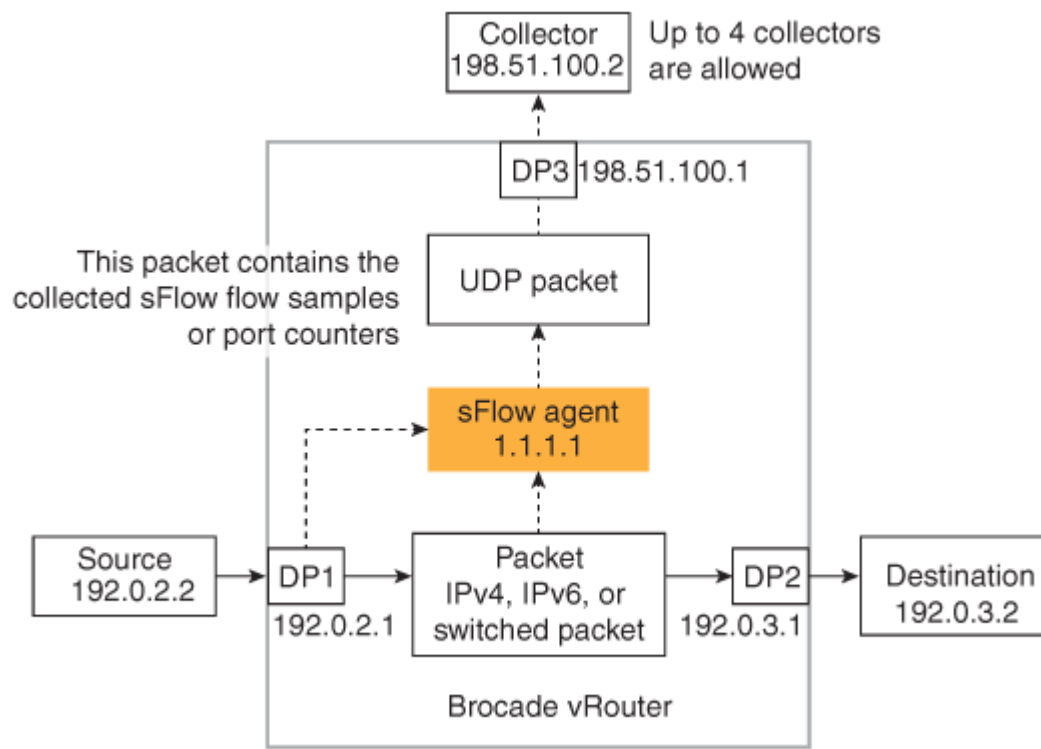 Collector
198.51.100.2
Up to 4 collectors
are allowed
DP3
198.51.100.1
This packet contains the
collected sFlow flow samples
or port counters
UDP packet
sFlow agent
1.1.1.1
Source
192.0.2.2
DP1
192.0.2.1
Packet
IPv4, IPv6, or
switched packet
DP2
192.0.3.1
Destination
192.0.3.2
Brocade vRouter